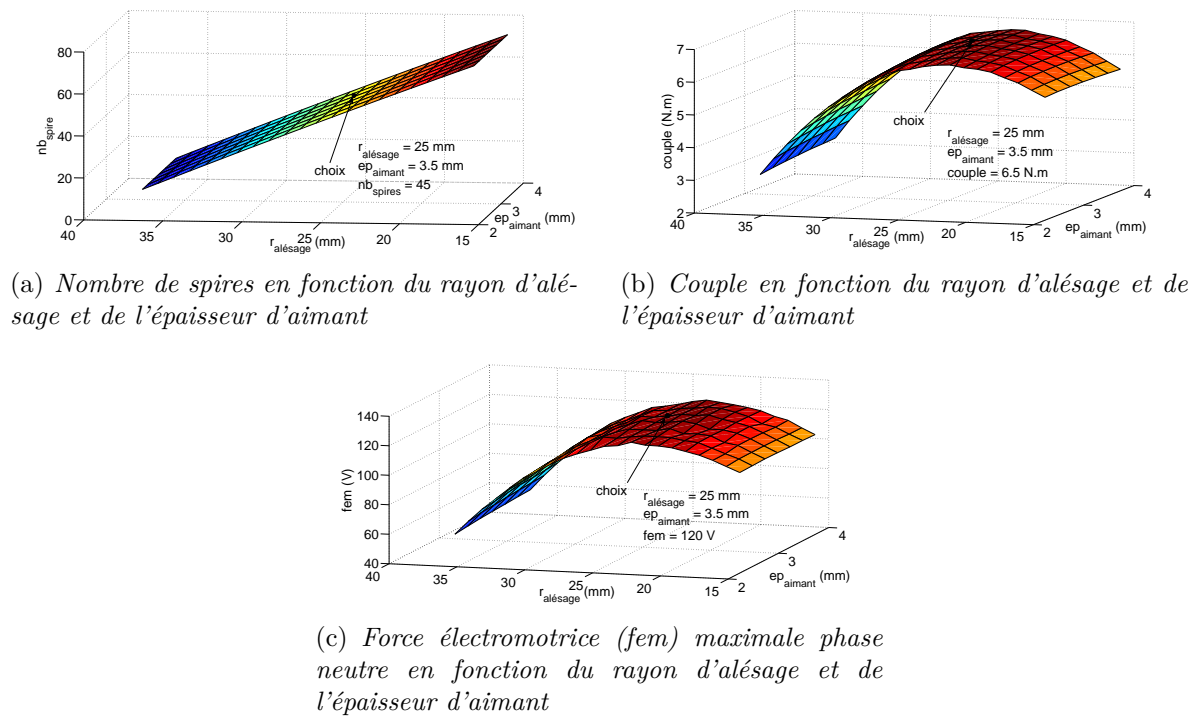 80
60
40
20
0
nb_spire
40
35
30
25
20
15
r_alésage (mm)
2
3
4
ep_aimant (mm)
choix
r_alésage = 25 mm
ep_aimant = 3.5 mm
nb_spires = 45
(a) Nombre de spires en fonction du rayon d'alé-
sage et de l'épaisseur d'aimant
7
6
5
4
3
2
couple (N.m)
40
35
30
25
20
15
r_alésage (mm)
2
3
4
ep_aimant (mm)
choix
r_alésage = 25 mm
ep_aimant = 3.5 mm
couple = 6.5 N.m
(b) Couple en fonction du rayon d'alésage et de
l'épaisseur d'aimant
140
120
100
80
60
40
fem (V)
40
35
30
25
20
15
r_alésage (mm)
2
3
4
ep_aimant (mm)
choix
r_alésage = 25 mm
ep_aimant = 3.5 mm
fem = 120 V
(c) Force électromotrice (fem) maximale phase
neutre en fonction du rayon d'alésage et de
l'épaisseur d'aimant